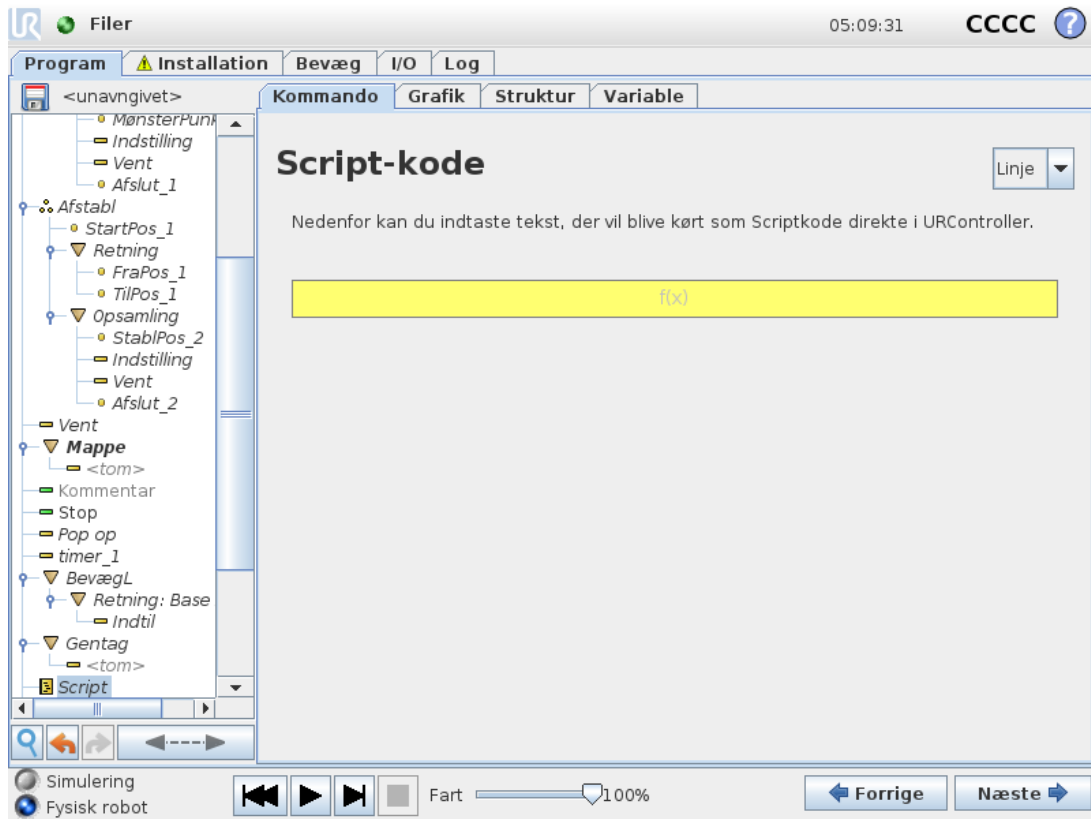 UR Filer 05:09:31 CCCC ?
Program Installation Bevæg I/O Log
<unavngivet>
Kommando Grafik Struktur Variable
MønsterPunk
Indstilling
Vent
Afslut_1
Afstabl
StartPos_1
Retning
FraPos_1
TilPos_1
Opsamling
StablPos_2
Indstilling
Vent
Afslut_2
Vent
Mappe
<tom>
Kommentar
Stop
Pop op
timer_1
BevægL
Retning: Base
Indtil
Gentag
<tom>
Script
Script-kode
Linje
Nedenfor kan du indtaste tekst, der vil blive kørt som Scriptkode direkte i URController.
f(x)
Simulering
Fysisk robot
Fart 100%
Forrige Næste